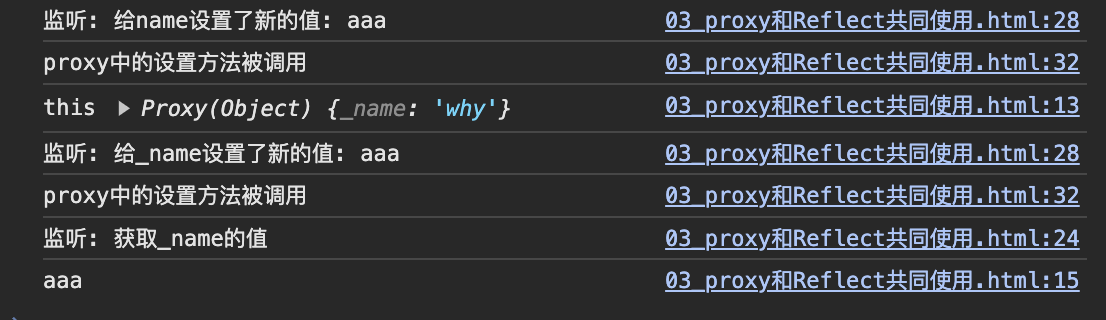 监听: 给name设置了新的值: aaa 03_proxy和Reflect共同使用.html:28
proxy中的设置方法被调用 03_proxy和Reflect共同使用.html:32
this ▶ Proxy(Object) {_name: 'why'} 03_proxy和Reflect共同使用.html:13
监听: 给_name设置了新的值: aaa 03_proxy和Reflect共同使用.html:28
proxy中的设置方法被调用 03_proxy和Reflect共同使用.html:32
监听: 获取_name的值 03_proxy和Reflect共同使用.html:24
aaa 03_proxy和Reflect共同使用.html:15